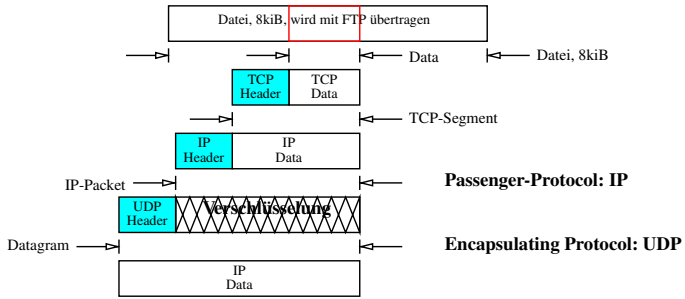 Datei, 8kiB, wird mit FTP übertragen
Data
Datei, 8kiB
TCP
Header
TCP
Data
TCP-Segment
IP
Header
IP
Data
IP-Packet
Passenger-Protocol: IP
UDP
Header
Verschlüsselung
Datagram
Encapsulating Protocol: UDP
IP
Data